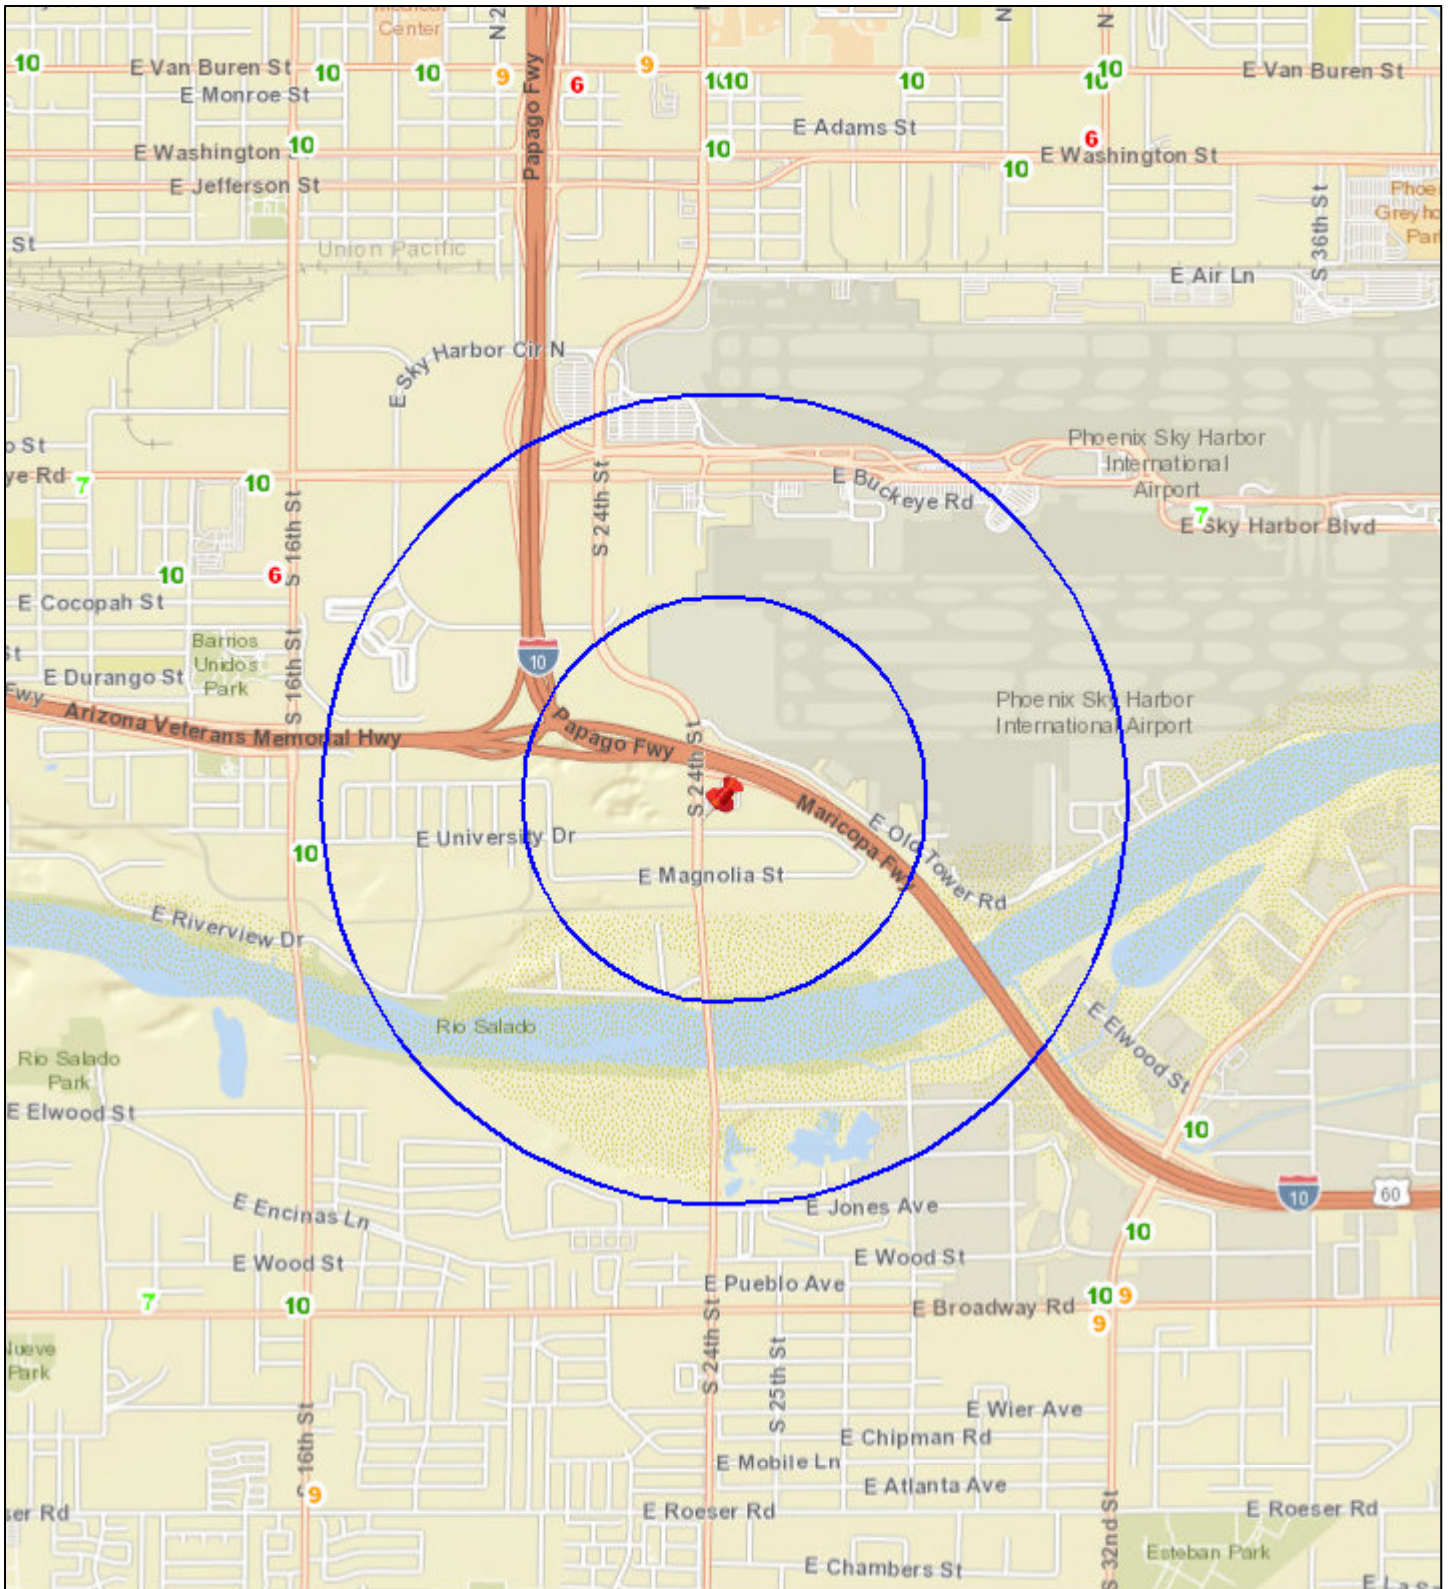 Center
N 2
N
N
10
E Van Buren St
10
10
9
6
9
10
10
10
10
E Van Buren St
E Monroe St
Papago Fwy
E Adams St
6
E Washington
10
10
E Washington St
10
E Jefferson St
S 36th St
St
Union Pacific
E Air Ln
E Sky Harbor Cir N
Phoenix Sky Harbor
International
Airport
7
10
S 16th St
S 24th St
E Buckeye Rd
7
E Sky Harbor Blvd
10
6
E Cocopah St
Barrios
Unidos
Park
S 16th St
E Durango St
10
Phoenix Sky Harbor
International Airport
Fwy
Arizona Veterans Memorial Hwy
Papago Fwy
S 24th St
Maricopa Fwy
E Old Tower Rd
10
E University Dr
E Magnolia St
E Riverview Dr
Rio Salado
E Elwood St
Rio Salado
Park
E Elwood St
10
10
60
E Encinas Ln
E Jones Ave
10
E Wood St
E Wood St
7
10
E Pueblo Ave
10
9
E Broadway Rd
9
S 24th St
Park
S 25th St
E Wier Ave
S 16th St
E Chipman Rd
E Mobile Ln
E Atlanta Ave
9
E Roeser Rd
E Roeser Rd
S 32nd St
Esteban Park
E Chambers St